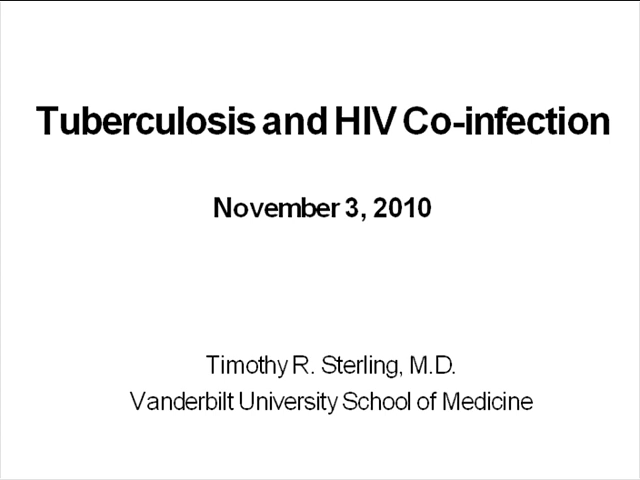 Tuberculosis and HIV Co-infection
November 3, 2010
Timothy R. Sterling, M.D.
Vanderbilt University School of Medicine